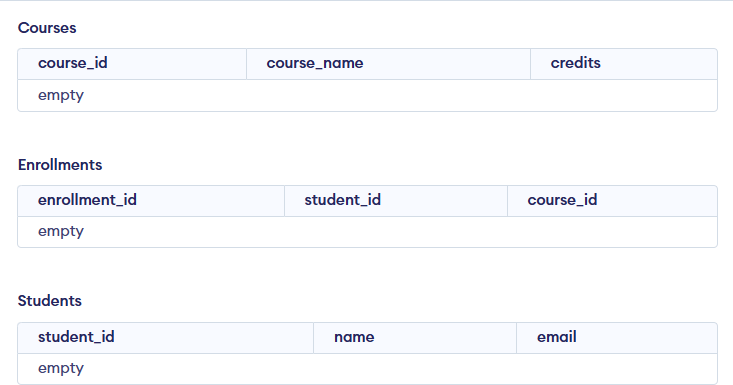 Courses
course_id course_name credits
empty
Enrollments
enrollment_id student_id course_id
empty
Students
student_id name email
empty